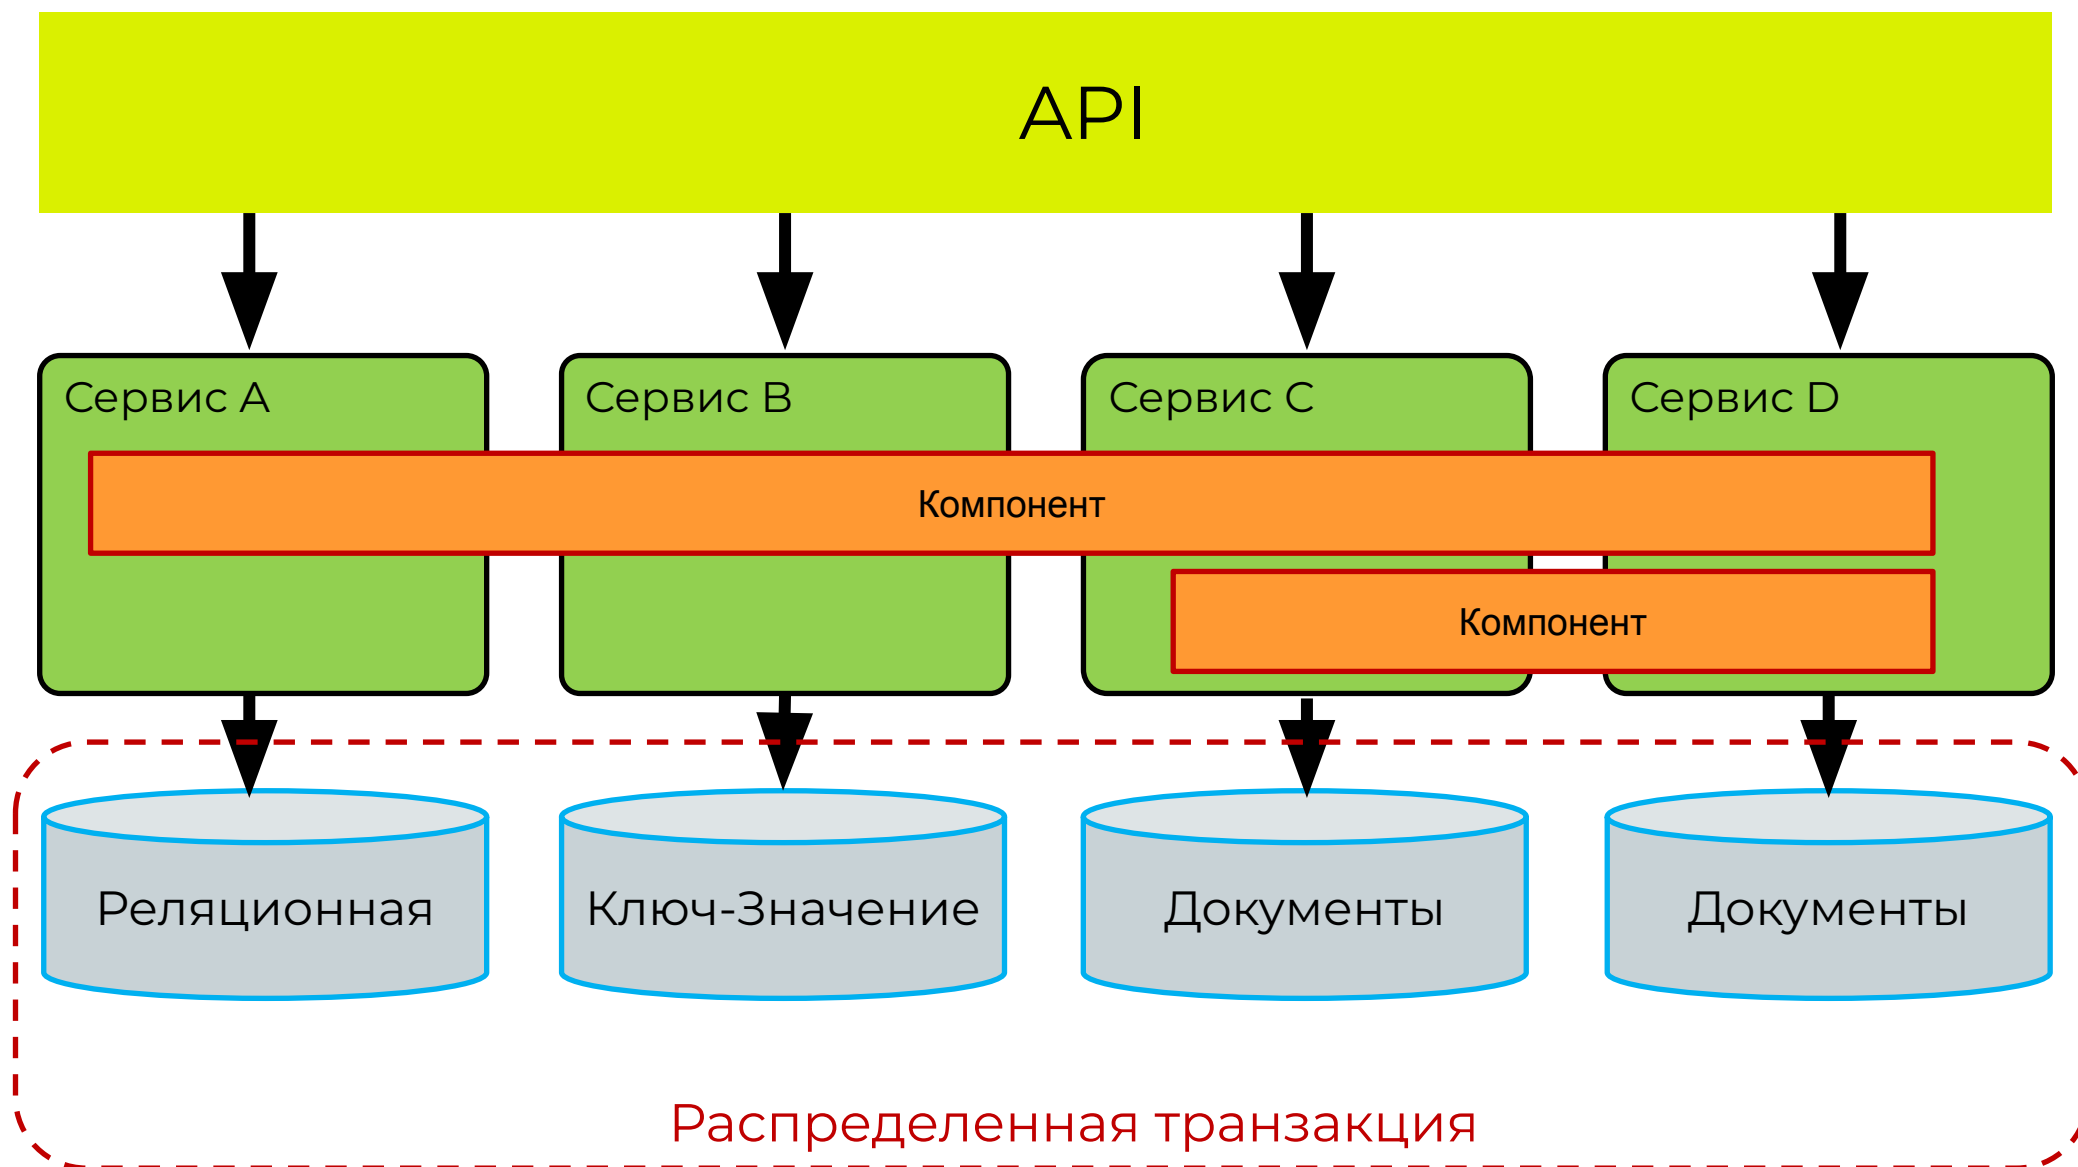 API
Сервис A
Сервис B
Сервис C
Сервис D
Компонент
Компонент
Реляционная
Ключ-Значение
Документы
Документы
Распределенная транзакция